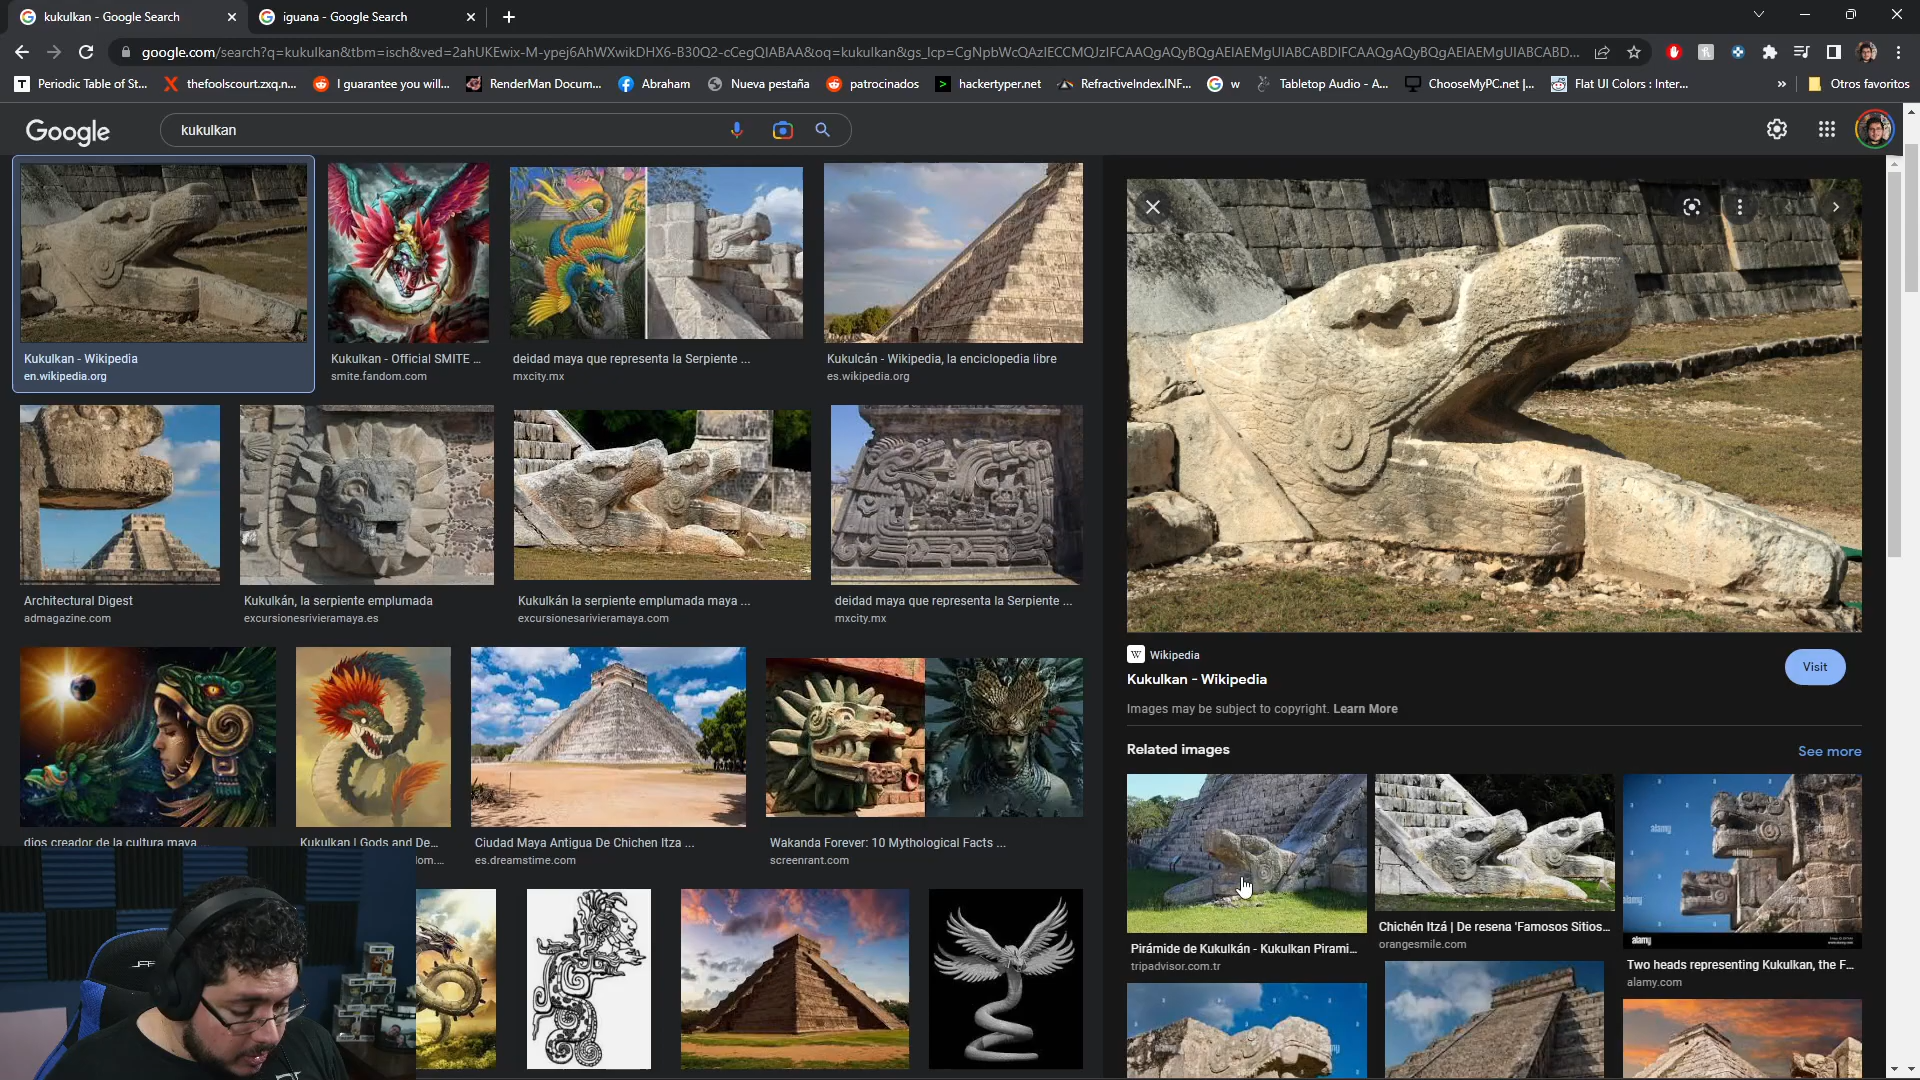 kukulkan - Google Search
iguana - Google Search
google.com/search?q=kukulkan&tbm=isch&ved=2ahUKEwix-M-ypej6AhWXwikDHX6-B30Q2-cCegQIABAA&oq=kukulkan&gs_lcp=CgNpbWcQAzIECCMQJzIFCAAQgAQyBQgAEIAEMgUIABCABDIFCAAQgAQyBQgAEIAEMgUIABCABD...
Periodic Table of St...
thefoolscourt.zxq.n...
I guarantee you will...
RenderMan Docum...
Abraham
Nueva pestaña
patrocinados
hackertyper.net
RefractiveIndex.INF...
w
Tabletop Audio - A...
ChooseMyPC.net |...
Flat UI Colors : Inter...
»
Otros favoritos
Google
kukulkan
Kukulkan - Wikipedia
en.wikipedia.org
Kukulkan - Official SMITE ...
smite.fandom.com
deidad maya que representa la Serpiente ...
mxcity.mx
Kukulcán - Wikipedia, la enciclopedia libre
es.wikipedia.org
Architectural Digest
admagazine.com
Kukulkán, la serpiente emplumada
excursionesrivieramaya.es
Kukulkán la serpiente emplumada maya ...
excursionesarivieramaya.com
deidad maya que representa la Serpiente ...
mxcity.mx
dios creador de la cultura maya ...
Kukulkan | Gods and De...
dom....
Ciudad Maya Antigua De Chichen Itza ...
es.dreamstime.com
Wakanda Forever: 10 Mythological Facts ...
screenrant.com
W Wikipedia
Kukulkan - Wikipedia
Visit
Images may be subject to copyright. Learn More
Related images
See more
Pirámide de Kukulkán - Kukulkan Pirami...
tripadvisor.com.tr
Chichén Itzá | De resena 'Famosos Sitios...
orangesmile.com
alamy
alamy
Two heads representing Kukulkan, the F...
alamy.com